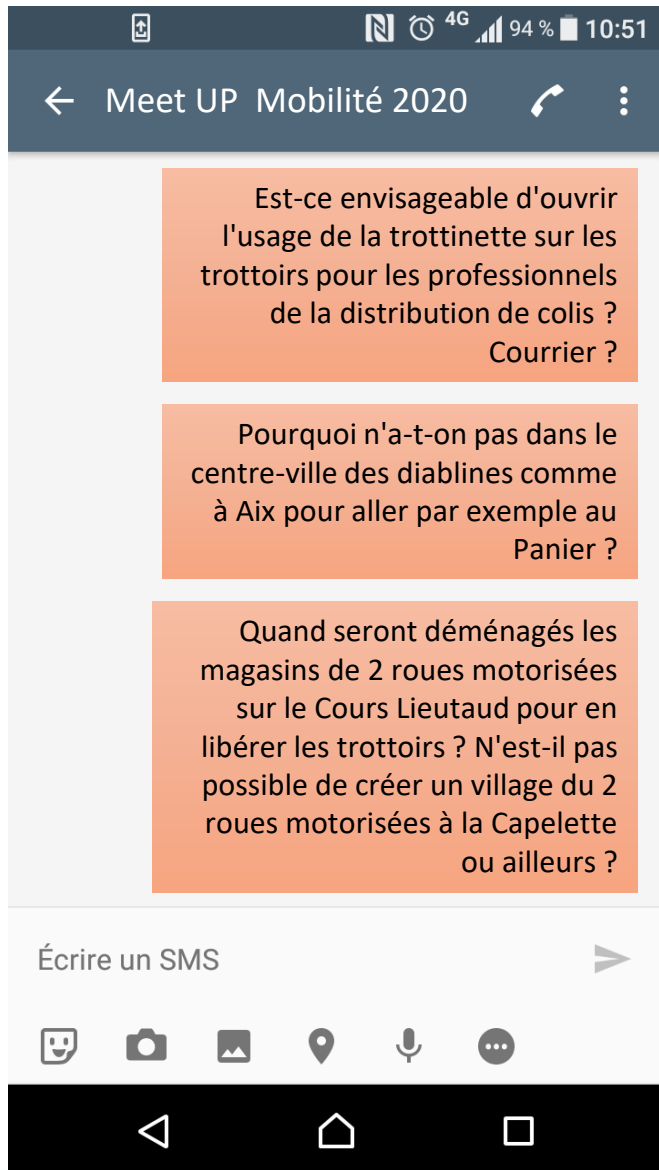 4G 94 % 10:51
Meet UP Mobilité 2020
Est-ce envisageable d'ouvrir
l'usage de la trottinette sur les
trottoirs pour les professionnels
de la distribution de colis ?
Courrier ?
Pourquoi n'a-t-on pas dans le
centre-ville des diablines comme
à Aix pour aller par exemple au
Panier ?
Quand seront déménagés les
magasins de 2 roues motorisées
sur le Cours Lieutaud pour en
libérer les trottoirs ? N'est-il pas
possible de créer un village du 2
roues motorisées à la Capelette
ou ailleurs ?
Écrire un SMS